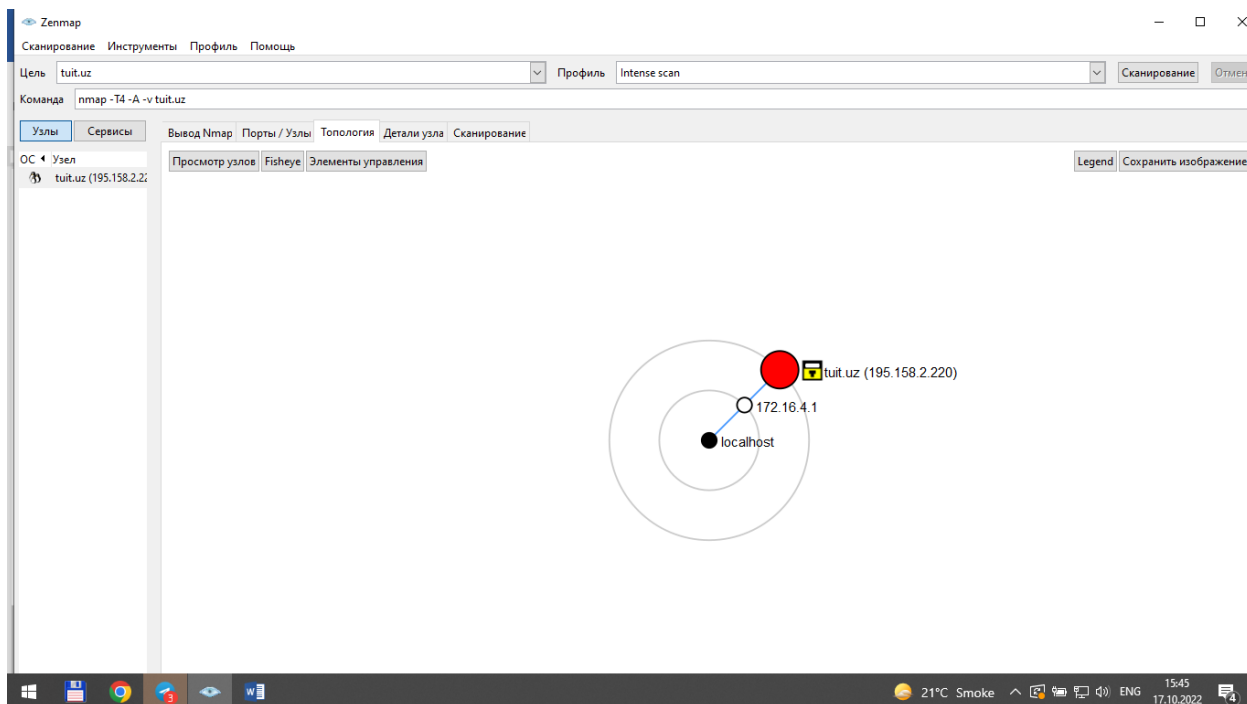 Zenmap
Сканирование Инструменты Профиль Помощь
Цель tuit.uz Профиль Intense scan Сканирование Отмен
Команда nmap -T4 -A -v tuit.uz
Узлы Сервисы Вывод Nmap Порты / Узлы Топология Детали узла Сканирование
ОС Узел Просмотр узлов Fisheye Элементы управления Legend Сохранить изображение
tuit.uz (195.158.2.22
tuit.uz (195.158.2.220)
172.16.4.1
localhost
3 W 21°C Smoke ENG 15:45
17.10.2022 4